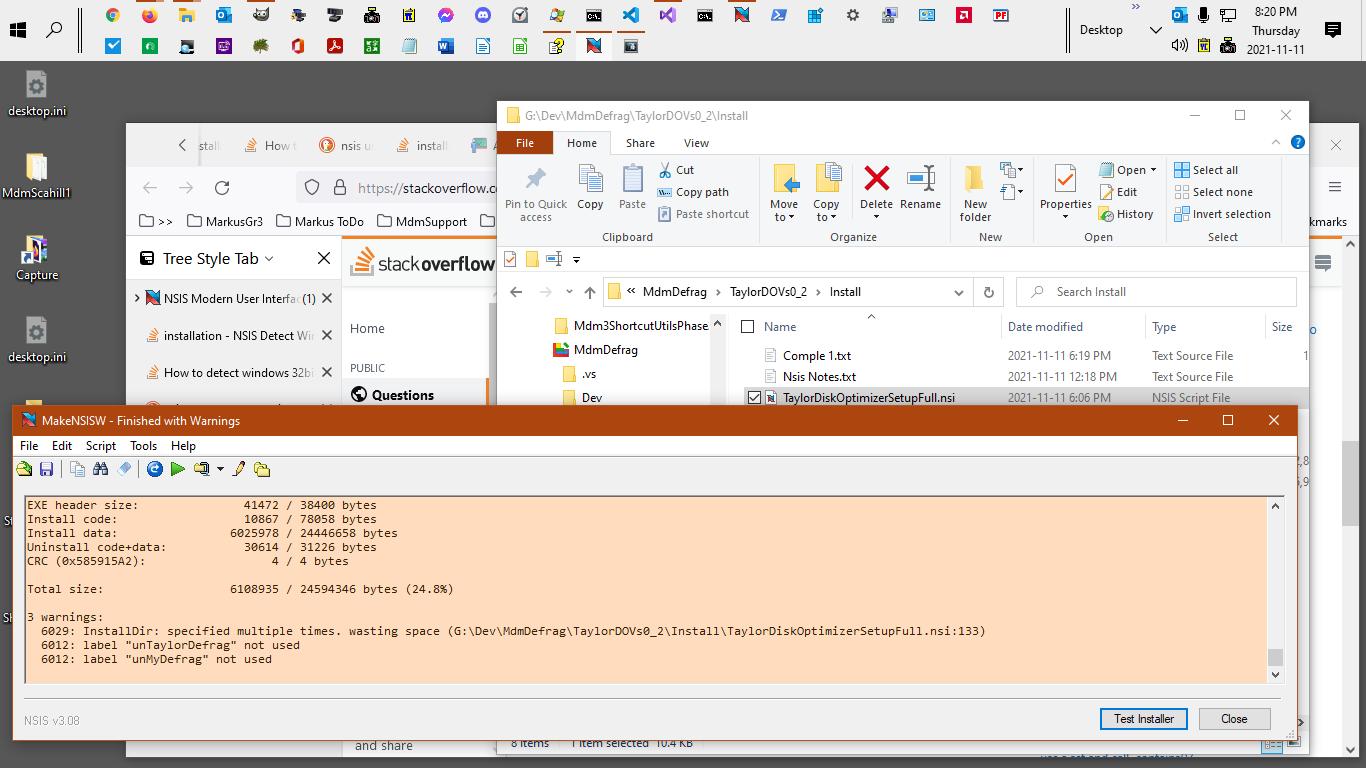 8:20 PM
Desktop
Thursday
2021-11-11
desktop.ini
MdmScahill1
Capture
desktop.ini
How t
nsis u
install
https://stackoverflow.c
>>
MarkusGr3
Markus ToDo
MdmSupport
kmarks
Tree Style Tab
stackoverflow
NSIS Modern User Interfac (1)
installation - NSIS Detect Wi
How to detect windows 32bi
Home
PUBLIC
Questions
G:\Dev\MdmDefrag\TaylorDOVs0_2\Install
File Home Share View
Pin to Quick access
Copy
Paste
Cut
Copy path
Paste shortcut
Clipboard
Move to
Copy to
Delete
Rename
Organize
New folder
New
Properties
Open
Edit
History
Open
Select all
Select none
Invert selection
Select
« MdmDefrag > TaylorDOVs0_2 > Install
Search Install
Mdm3ShortcutUtilsPhase
MdmDefrag
.vs
Dev
Name Date modified Type Size
Comple 1.txt 2021-11-11 6:19 PM Text Source File 1
Nsis Notes.txt 2021-11-11 12:18 PM Text Source File
TaylorDiskOptimizerSetupFull.nsi 2021-11-11 6:06 PM NSIS Script File
MakeNSISW - Finished with Warnings
File Edit Script Tools Help
EXE header size: 41472 / 38400 bytes
Install code: 10867 / 78058 bytes
Install data: 6025978 / 24446658 bytes
Uninstall code+data: 30614 / 31226 bytes
CRC (0x585915A2): 4 / 4 bytes
Total size: 6108935 / 24594346 bytes (24.8%)
3 warnings:
6029: InstallDir: specified multiple times. wasting space (G:\Dev\MdmDefrag\TaylorDOVs0_2\Install\TaylorDiskOptimizerSetupFull.nsi:133)
6012: label "unTaylorDefrag" not used
6012: label "unMyDefrag" not used
NSIS v3.08
Test Installer
Close
and share
8 items 1 item selected 10.4 KB